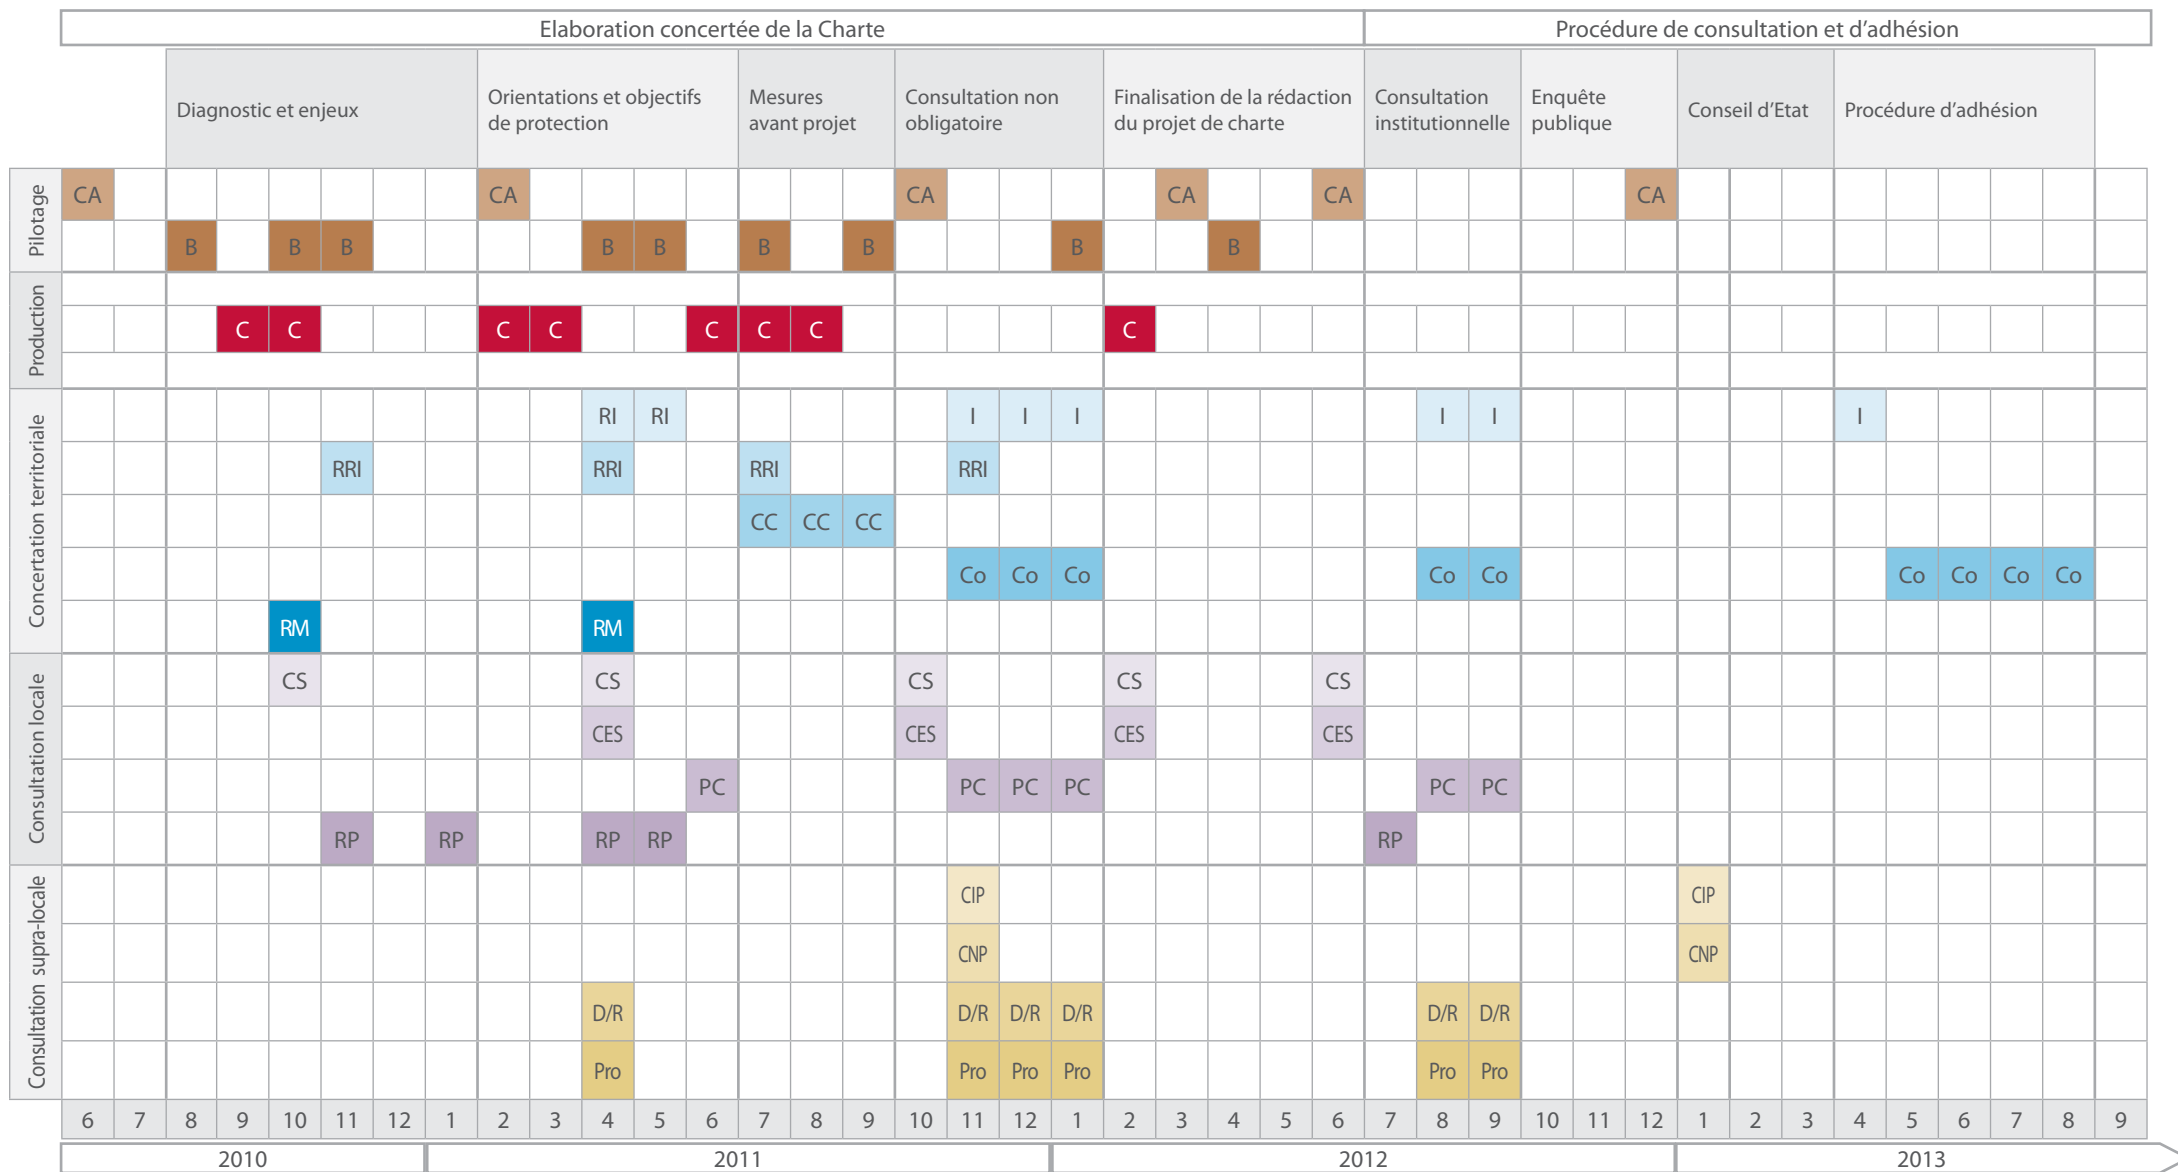 Elaboration concertée de la Charte Procédure de consultation et d'adhésion
Diagnostic et enjeux
Orientations et objectifs
de protection
Mesures
avant projet
Consultation non
obligatoire
Finalisation de la rédaction
du projet de charte
Consultation
institutionnelle
Enquête
publique
Conseil d'Etat
Procédure d'adhésion
Pilotage
CA CA CA CA CA CA
B B B B B B B B B
Production
C C C C C C C C
Concertation territoriale
RI RI I I I I I I
RRI RRI RRI RRI
CC CC CC
Co Co Co Co Co Co Co Co Co
RM RM
Consultation locale
CS CS CS CS CS
CES CES CES CES
PC PC PC PC PC PC
RP RP RP RP RP
Consultation supra-locale
CIP CIP
CNP CNP
D/R D/R D/R D/R D/R D/R
Pro Pro Pro Pro Pro Pro
6 7 8 9 10 11 12 1 2 3 4 5 6 7 8 9 10 11 12 1 2 3 4 5 6 7 8 9 10 11 12 1 2 3 4 5 6 7 8 9
2010 2011 2012 2013